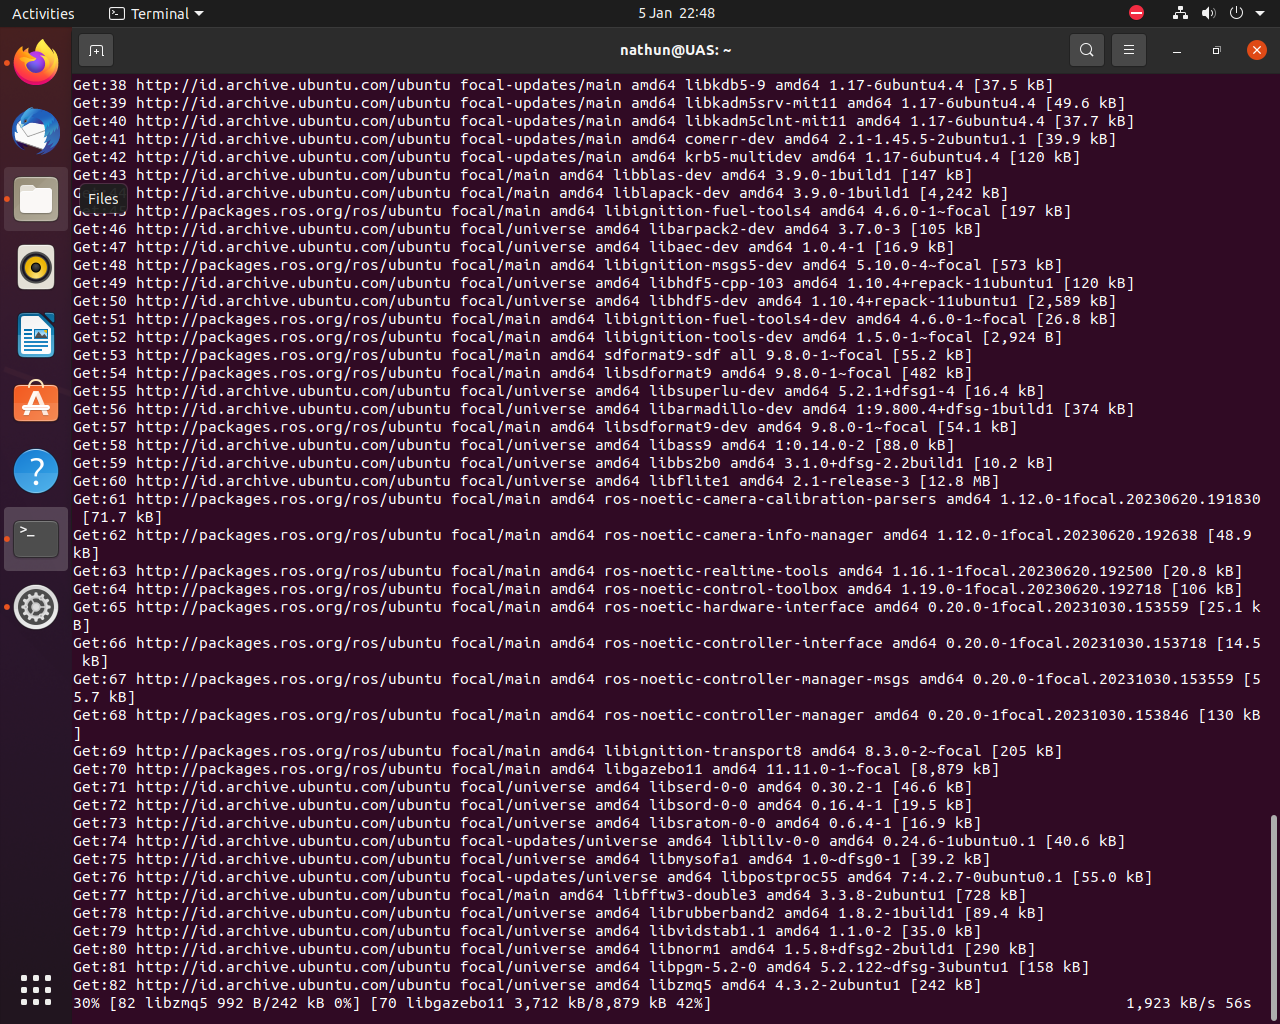 Activities
Terminal
5 Jan 22:48
nathun@UAS: ~
Get:38 http://id.archive.ubuntu.com/ubuntu focal-updates/main amd64 libkdb5-9 amd64 1.17-6ubuntu4.4 [37.5 kB]
Get:39 http://id.archive.ubuntu.com/ubuntu focal-updates/main amd64 libkadm5srv-mit11 amd64 1.17-6ubuntu4.4 [49.6 kB]
Get:40 http://id.archive.ubuntu.com/ubuntu focal-updates/main amd64 libkadm5clnt-mit11 amd64 1.17-6ubuntu4.4 [37.7 kB]
Get:41 http://id.archive.ubuntu.com/ubuntu focal-updates/main amd64 comerr-dev amd64 2.1-1.45.5-2ubuntu1.1 [39.9 kB]
Get:42 http://id.archive.ubuntu.com/ubuntu focal-updates/main amd64 krb5-multidev amd64 1.17-6ubuntu4.4 [120 kB]
Get:43 http://id.archive.ubuntu.com/ubuntu focal/main amd64 libblas-dev amd64 3.9.0-1build1 [147 kB]
http://id.archive.ubuntu.com/ubuntu focal/main amd64 liblapack-dev amd64 3.9.0-1build1 [4,242 kB]
Files
http://packages.ros.org/ros/ubuntu focal/main amd64 libignition-fuel-tools4 amd64 4.6.0-1~focal [197 kB]
Get:46 http://id.archive.ubuntu.com/ubuntu focal/universe amd64 libarpack2-dev amd64 3.7.0-3 [105 kB]
Get:47 http://id.archive.ubuntu.com/ubuntu focal/universe amd64 libaec-dev amd64 1.0.4-1 [16.9 kB]
Get:48 http://packages.ros.org/ros/ubuntu focal/main amd64 libignition-msgs5-dev amd64 5.10.0-4~focal [573 kB]
Get:49 http://id.archive.ubuntu.com/ubuntu focal/universe amd64 libhdf5-cpp-103 amd64 1.10.4+repack-11ubuntu1 [120 kB]
Get:50 http://id.archive.ubuntu.com/ubuntu focal/universe amd64 libhdf5-dev amd64 1.10.4+repack-11ubuntu1 [2,589 kB]
Get:51 http://packages.ros.org/ros/ubuntu focal/main amd64 libignition-fuel-tools4-dev amd64 4.6.0-1~focal [26.8 kB]
Get:52 http://packages.ros.org/ros/ubuntu focal/main amd64 libignition-tools-dev amd64 1.5.0-1~focal [2,924 B]
Get:53 http://packages.ros.org/ros/ubuntu focal/main amd64 sdformat9-sdf all 9.8.0-1~focal [55.2 kB]
Get:54 http://packages.ros.org/ros/ubuntu focal/main amd64 libsdformat9 amd64 9.8.0-1~focal [482 kB]
Get:55 http://id.archive.ubuntu.com/ubuntu focal/universe amd64 libsuperlu-dev amd64 5.2.1+dfsg1-4 [16.4 kB]
Get:56 http://id.archive.ubuntu.com/ubuntu focal/universe amd64 libarmadillo-dev amd64 1:9.800.4+dfsg-1build1 [374 kB]
Get:57 http://packages.ros.org/ros/ubuntu focal/main amd64 libsdformat9-dev amd64 9.8.0-1~focal [54.1 kB]
Get:58 http://id.archive.ubuntu.com/ubuntu focal/universe amd64 libass9 amd64 1:0.14.0-2 [88.0 kB]
Get:59 http://id.archive.ubuntu.com/ubuntu focal/universe amd64 libbs2b0 amd64 3.1.0+dfsg-2.2build1 [10.2 kB]
Get:60 http://id.archive.ubuntu.com/ubuntu focal/universe amd64 libflite1 amd64 2.1-release-3 [12.8 MB]
Get:61 http://packages.ros.org/ros/ubuntu focal/main amd64 ros-noetic-camera-calibration-parsers amd64 1.12.0-1focal.20230620.191830
[71.7 kB]
Get:62 http://packages.ros.org/ros/ubuntu focal/main amd64 ros-noetic-camera-info-manager amd64 1.12.0-1focal.20230620.192638 [48.9
kB]
Get:63 http://packages.ros.org/ros/ubuntu focal/main amd64 ros-noetic-realtime-tools amd64 1.16.1-1focal.20230620.192500 [20.8 kB]
Get:64 http://packages.ros.org/ros/ubuntu focal/main amd64 ros-noetic-control-toolbox amd64 1.19.0-1focal.20230620.192718 [106 kB]
Get:65 http://packages.ros.org/ros/ubuntu focal/main amd64 ros-noetic-hardware-interface amd64 0.20.0-1focal.20231030.153559 [25.1 k
B]
Get:66 http://packages.ros.org/ros/ubuntu focal/main amd64 ros-noetic-controller-interface amd64 0.20.0-1focal.20231030.153718 [14.5
kB]
Get:67 http://packages.ros.org/ros/ubuntu focal/main amd64 ros-noetic-controller-manager-msgs amd64 0.20.0-1focal.20231030.153559 [5
5.7 kB]
Get:68 http://packages.ros.org/ros/ubuntu focal/main amd64 ros-noetic-controller-manager amd64 0.20.0-1focal.20231030.153846 [130 kB
]
Get:69 http://packages.ros.org/ros/ubuntu focal/main amd64 libignition-transport8 amd64 8.3.0-2~focal [205 kB]
Get:70 http://packages.ros.org/ros/ubuntu focal/main amd64 libgazebo11 amd64 11.11.0-1~focal [8,879 kB]
Get:71 http://id.archive.ubuntu.com/ubuntu focal/universe amd64 libserd-0-0 amd64 0.30.2-1 [46.6 kB]
Get:72 http://id.archive.ubuntu.com/ubuntu focal/universe amd64 libsord-0-0 amd64 0.16.4-1 [19.5 kB]
Get:73 http://id.archive.ubuntu.com/ubuntu focal/universe amd64 libsratom-0-0 amd64 0.6.4-1 [16.9 kB]
Get:74 http://id.archive.ubuntu.com/ubuntu focal-updates/universe amd64 liblilv-0-0 amd64 0.24.6-1ubuntu0.1 [40.6 kB]
Get:75 http://id.archive.ubuntu.com/ubuntu focal/universe amd64 libmysofa1 amd64 1.0~dfsg0-1 [39.2 kB]
Get:76 http://id.archive.ubuntu.com/ubuntu focal-updates/universe amd64 libpostproc55 amd64 7:4.2.7-0ubuntu0.1 [55.0 kB]
Get:77 http://id.archive.ubuntu.com/ubuntu focal/main amd64 libfftw3-double3 amd64 3.3.8-2ubuntu1 [728 kB]
Get:78 http://id.archive.ubuntu.com/ubuntu focal/universe amd64 librubberband2 amd64 1.8.2-1build1 [89.4 kB]
Get:79 http://id.archive.ubuntu.com/ubuntu focal/universe amd64 libvidstab1.1 amd64 1.1.0-2 [35.0 kB]
Get:80 http://id.archive.ubuntu.com/ubuntu focal/universe amd64 libnorm1 amd64 1.5.8+dfsg2-2build1 [290 kB]
Get:81 http://id.archive.ubuntu.com/ubuntu focal/universe amd64 libpgm-5.2-0 amd64 5.2.122~dfsg-3ubuntu1 [158 kB]
Get:82 http://id.archive.ubuntu.com/ubuntu focal/universe amd64 libzmq5 amd64 4.3.2-2ubuntu1 [242 kB]
30% [82 libzmq5 992 B/242 kB 0%] [70 libgazebo11 3,712 kB/8,879 kB 42%] 1,923 kB/s 56s